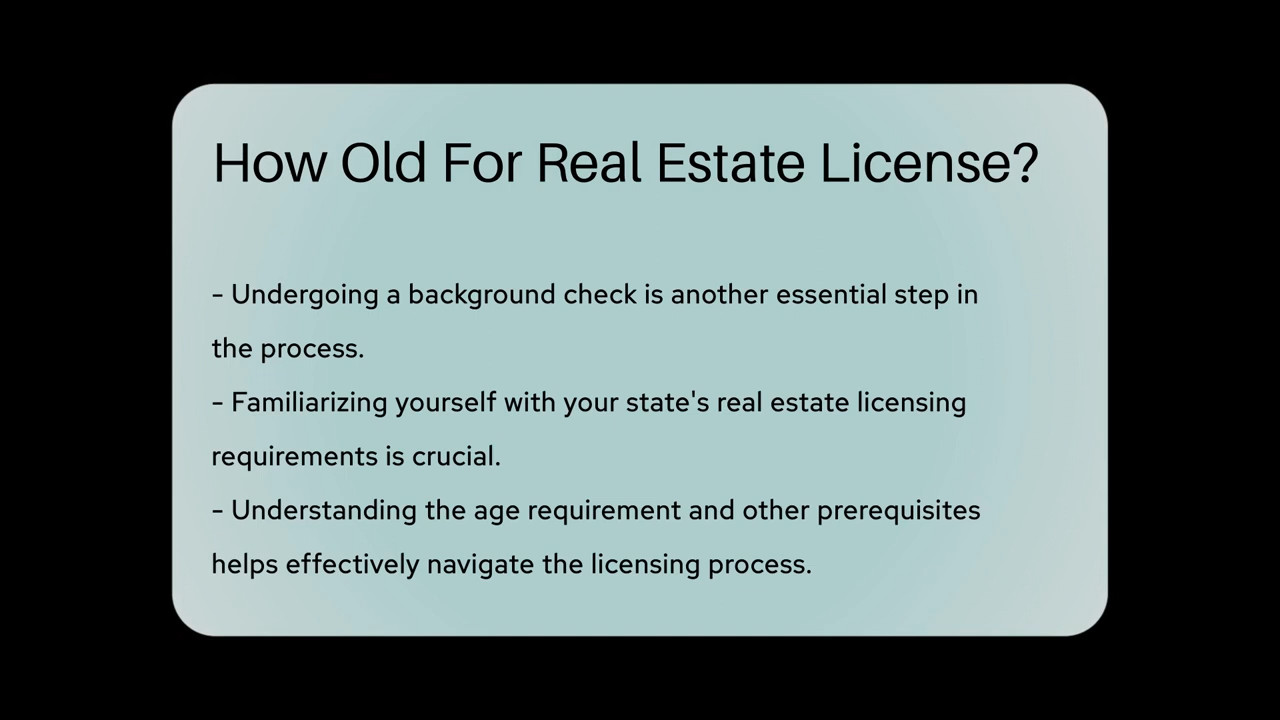 How Old For Real Estate License?
- Undergoing a background check is another essential step in
the process.
- Familiarizing yourself with your state's real estate licensing
requirements is crucial.
- Understanding the age requirement and other prerequisites
helps effectively navigate the licensing process.